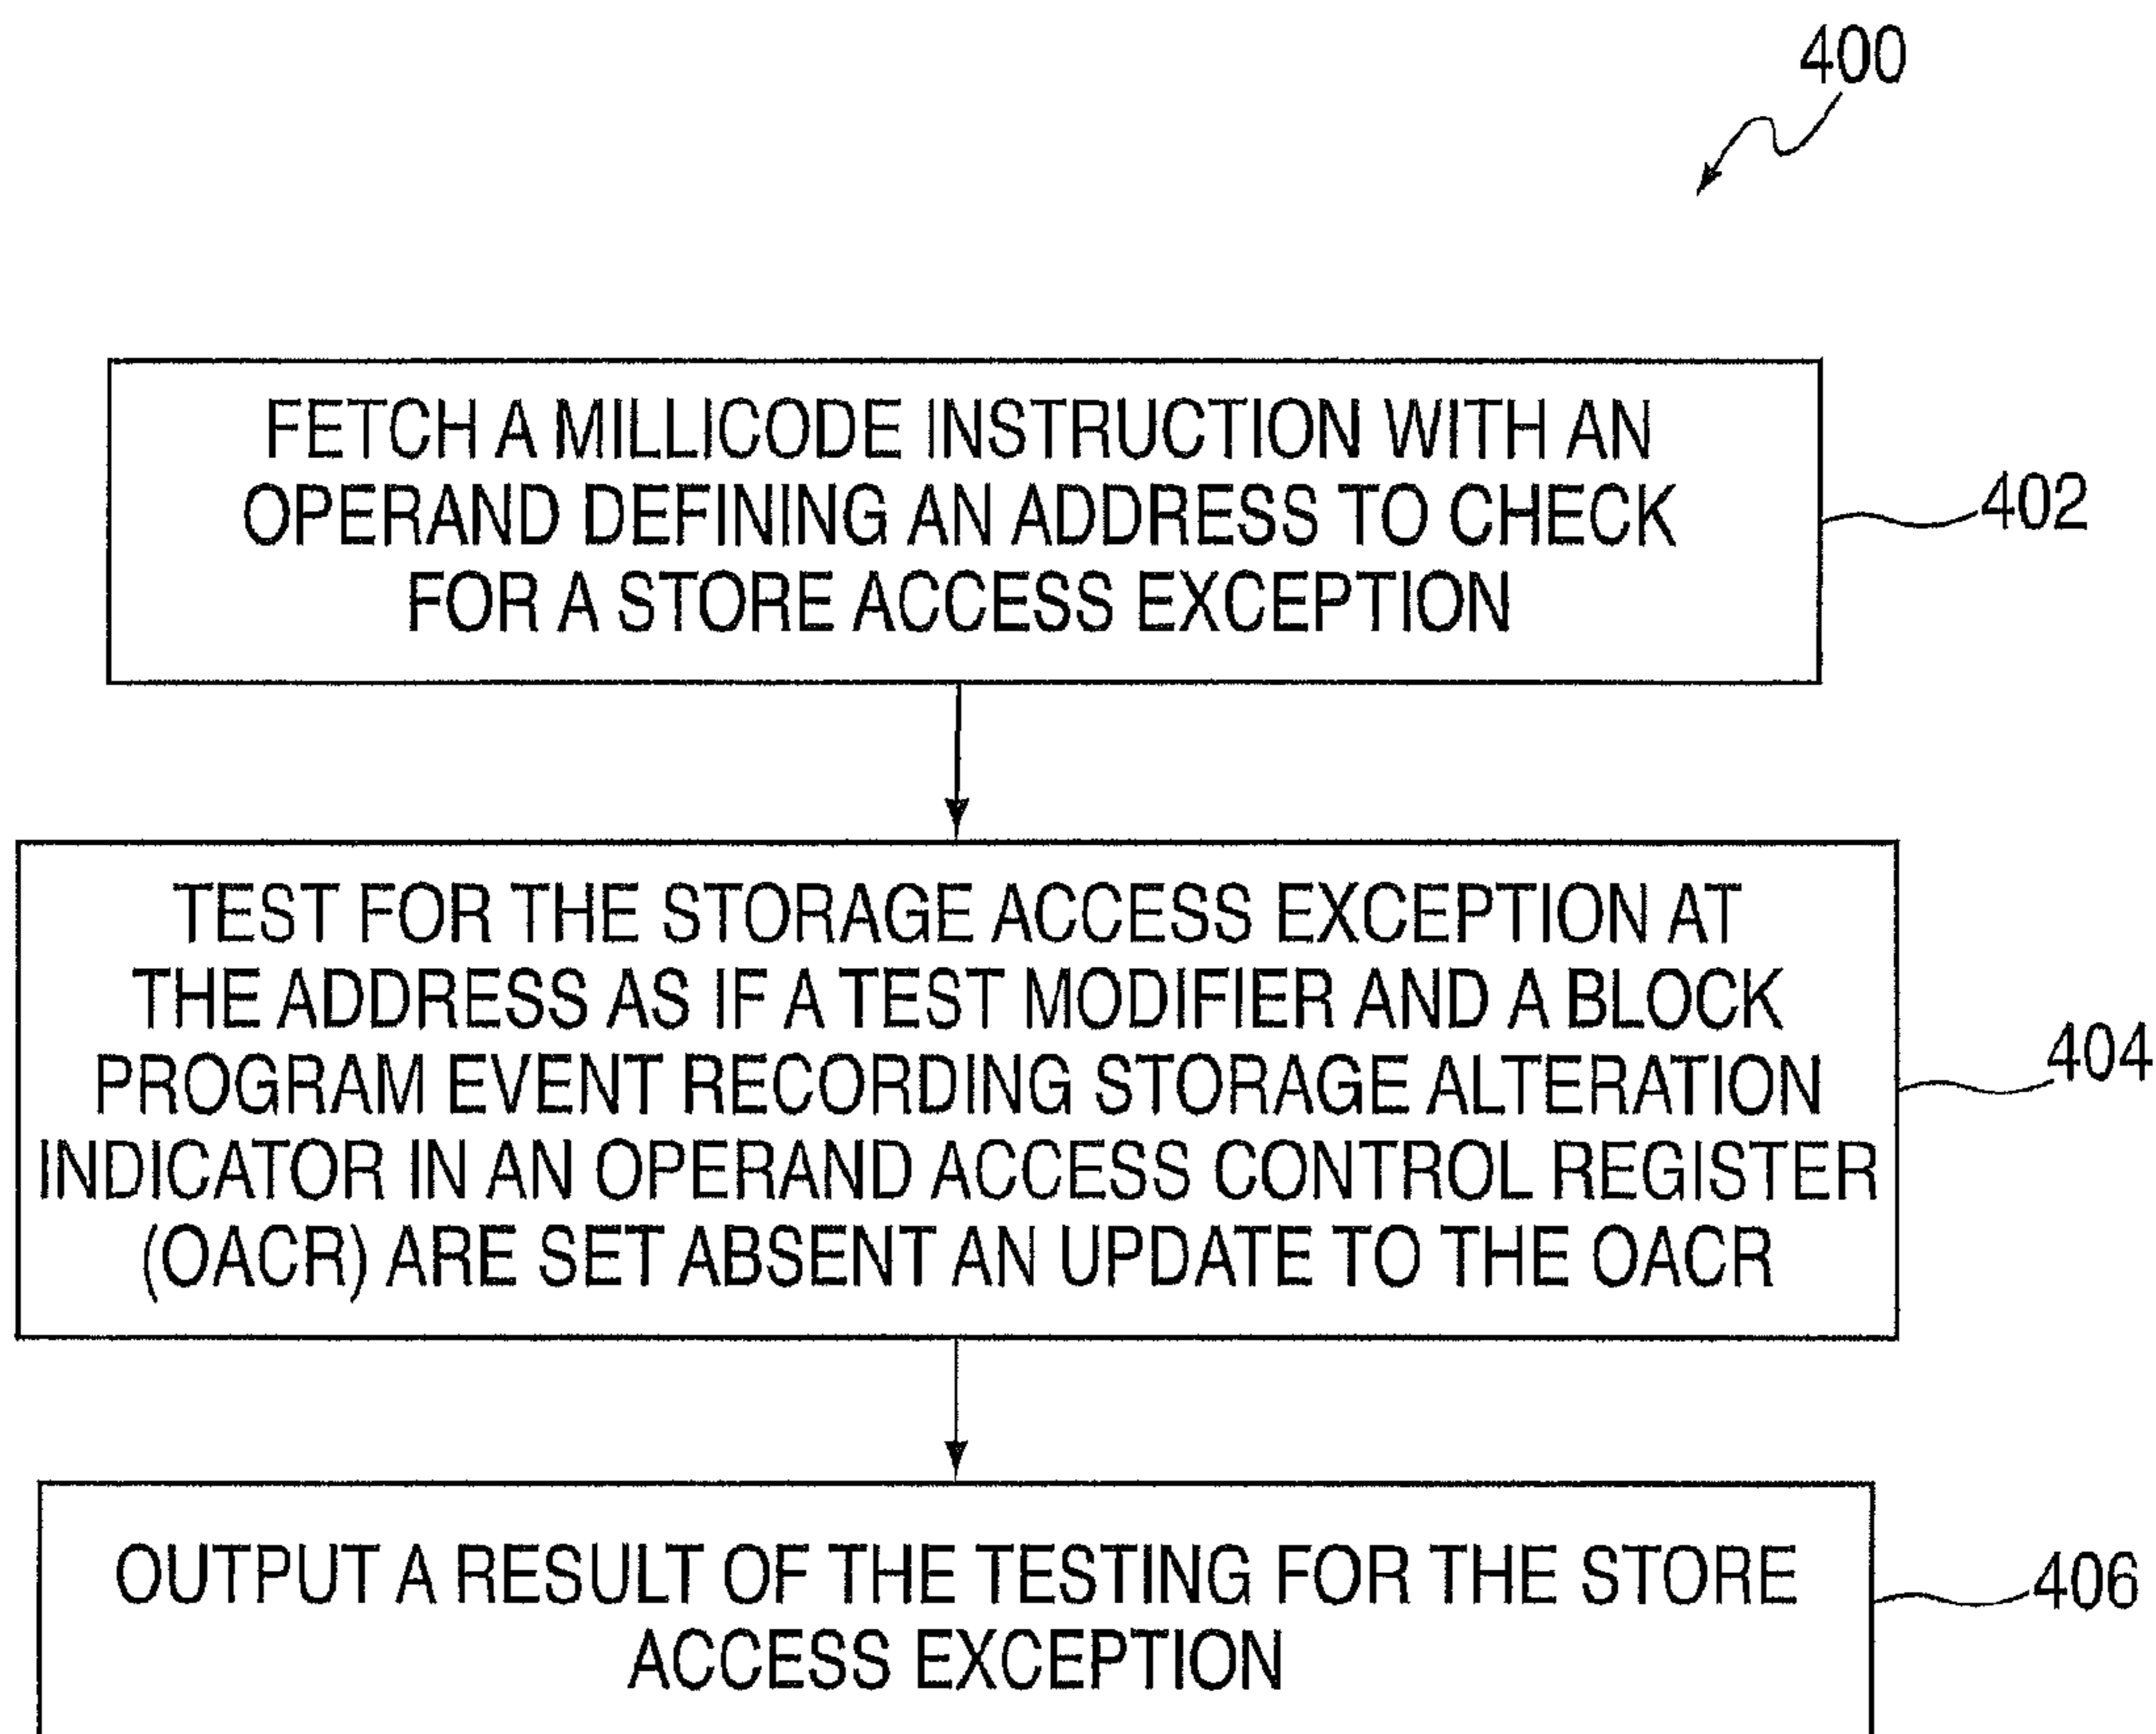 400
FETCH A MILLICODE INSTRUCTION WITH AN
OPERAND DEFINING AN ADDRESS TO CHECK
FOR A STORE ACCESS EXCEPTION
402
TEST FOR THE STORAGE ACCESS EXCEPTION AT
THE ADDRESS AS IF A TEST MODIFIER AND A BLOCK
PROGRAM EVENT RECORDING STORAGE ALTERATION
INDICATOR IN AN OPERAND ACCESS CONTROL REGISTER
(OACR) ARE SET ABSENT AN UPDATE TO THE OACR
404
OUTPUT A RESULT OF THE TESTING FOR THE STORE
ACCESS EXCEPTION
406